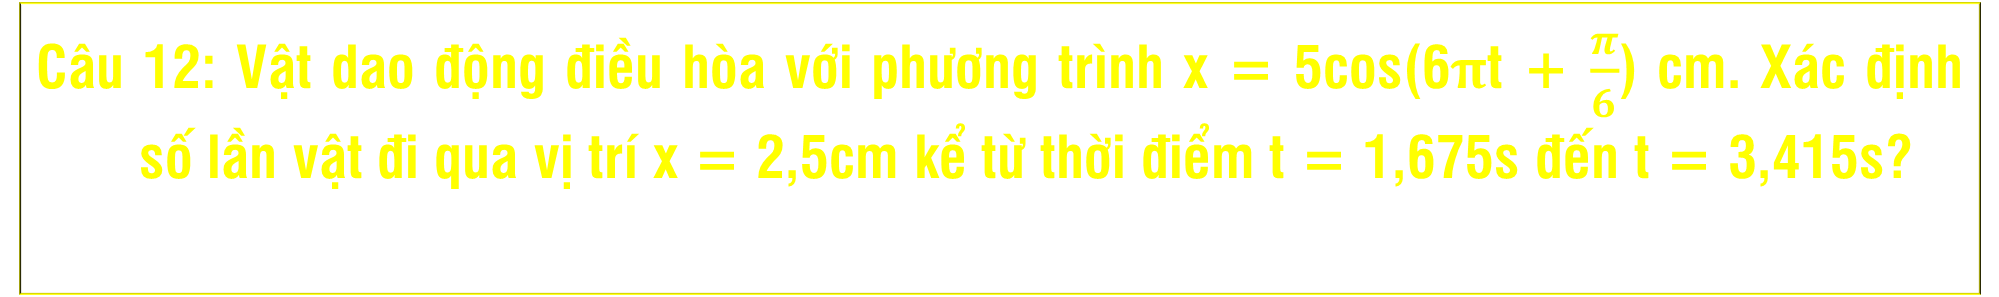 Câu 12: Vật dao động điều hòa với phương trình x = 5cos(6πt + π/6) cm. Xác định
số lần vật đi qua vị trí x = 2,5cm kể từ thời điểm t = 1,675s đến t = 3,415s?